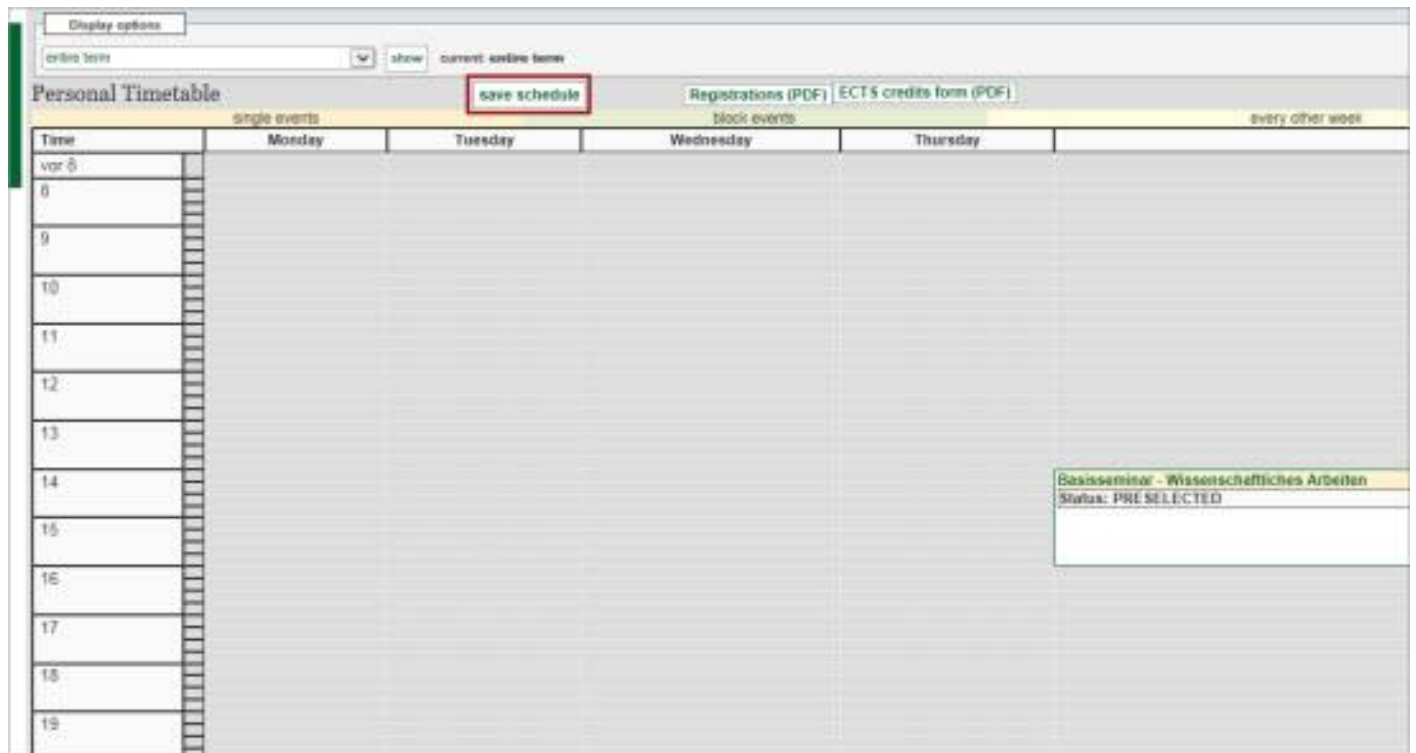 Display options
entire term show current: entire term
Personal Timetable save schedule Registrations (PDF) ECTS credits form (PDF)
single events block events every other week
Time Monday Tuesday Wednesday Thursday
vor 8
8
9
10
11
12
13
14 Basisseminar - Wissenschaftliches Arbeiten
Status: PRESELECTED
15
16
17
18
19